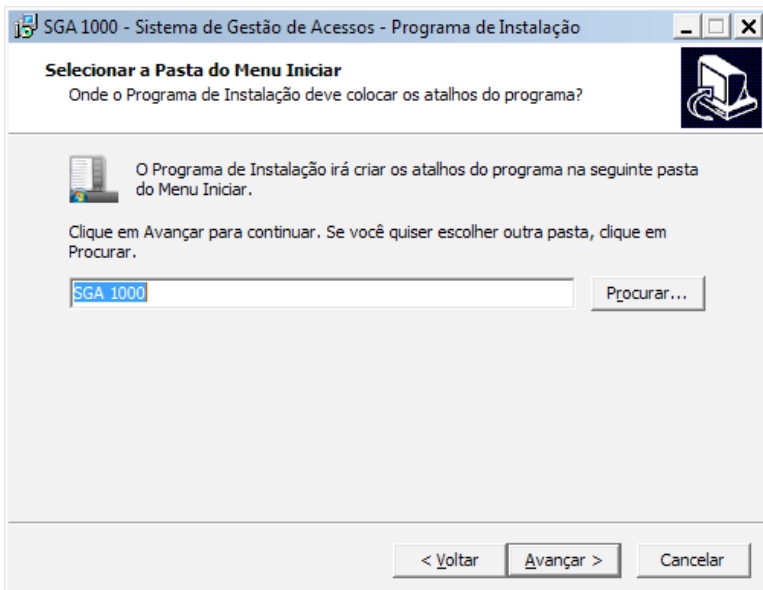 SGA 1000 - Sistema de Gestão de Acessos - Programa de Instalação
Selecionar a Pasta do Menu Iniciar
Onde o Programa de Instalação deve colocar os atalhos do programa?
O Programa de Instalação irá criar os atalhos do programa na seguinte pasta
do Menu Iniciar.
Clique em Avançar para continuar. Se você quiser escolher outra pasta, clique em
Procurar.
SGA 1000
Procurar...
< Voltar
Avançar >
Cancelar